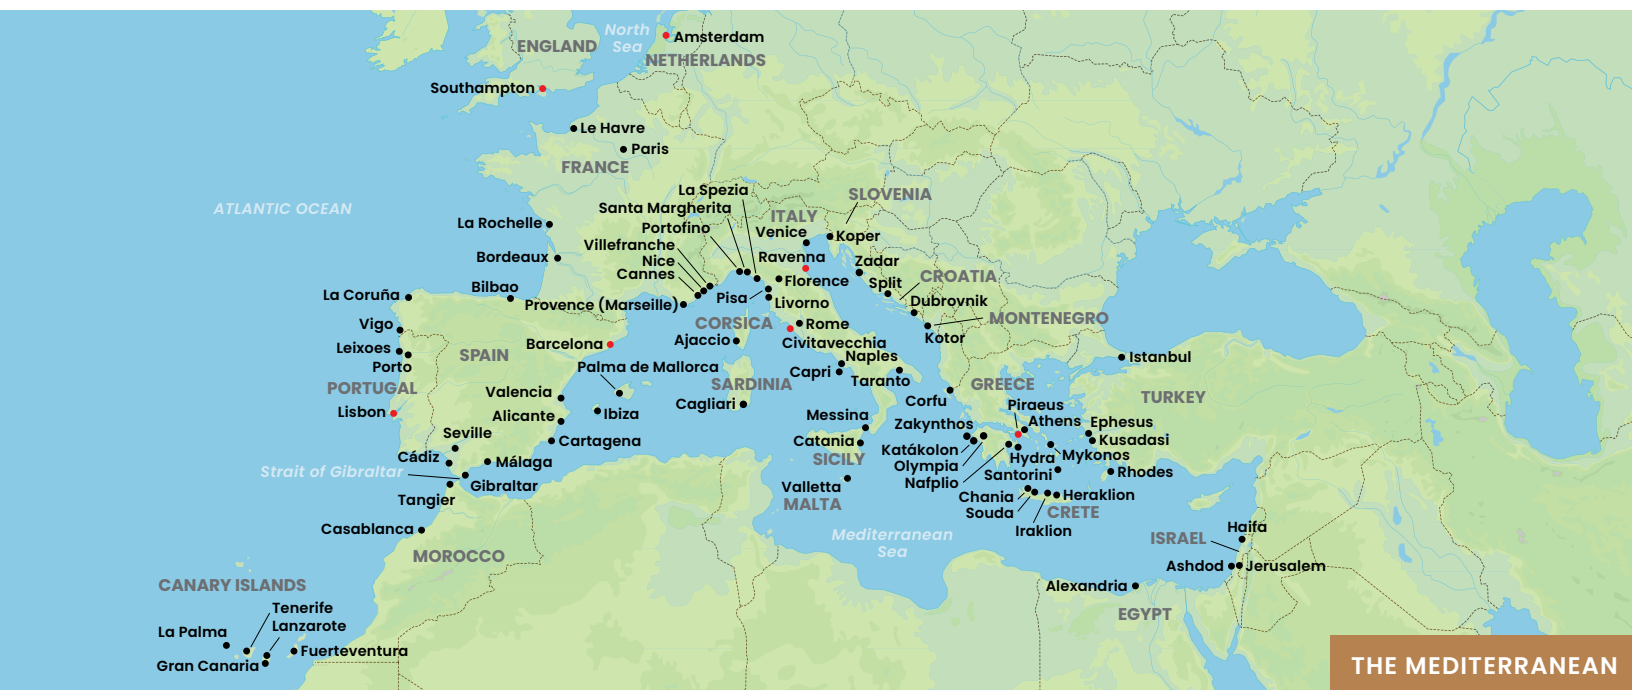 North
Sea
Amsterdam
ENGLAND
NETHERLANDS
Southampton
Le Havre
Paris
FRANCE
La Spezia
SLOVENIA
Santa Margherita
ATLANTIC OCEAN
ITALY
La Rochelle
Portofino
Venice
Koper
Villefranche
Bordeaux
Ravenna
Nice
Zadar
Cannes
CROATIA
Florence
Split
Bilbao
La Coruña
Pisa
Provence (Marseille)
Livorno
Dubrovnik
MONTENEGRO
Vigo
CORSICA
Rome
Kotor
Ajaccio
Civitavecchia
Barcelona
Leixoes
SPAIN
Naples
Istanbul
Porto
Palma de Mallorca
Capri
Taranto
PORTUGAL
SARDINIA
GREECE
Valencia
TURKEY
Corfu
Cagliari
Piraeus
Lisbon
Ibiza
Alicante
Messina
Athens
Ephesus
Zakynthos
Seville
Cartagena
Catania
Kusadasi
Katákolon
Mykonos
Cádiz
Málaga
SICILY
Hydra
Olympia
Strait of Gibraltar
Santorini
Rhodes
Nafplio
Gibraltar
Valletta
Tangier
Chania
Heraklion
MALTA
Souda
CRETE
Casablanca
Iraklion
Haifa
Mediterranean
Sea
ISRAEL
MOROCCO
Ashdod
Jerusalem
CANARY ISLANDS
Alexandria
Tenerife
EGYPT
Lanzarote
La Palma
Fuerteventura
Gran Canaria
THE MEDITERRANEAN